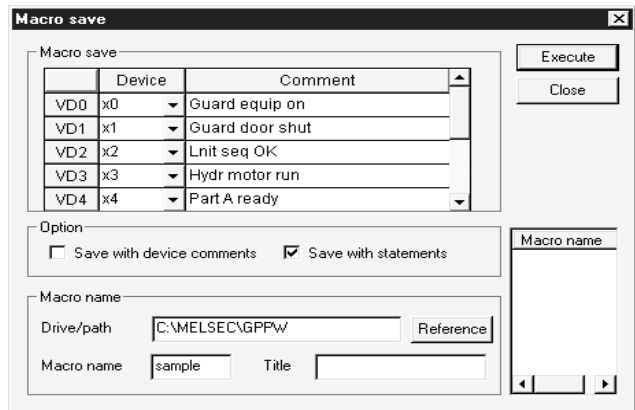 Macro save
Macro save
Execute
Close
Device Comment
VD0 x0 Guard equip on
VD1 x1 Guard door shut
VD2 x2 Lnit seq OK
VD3 x3 Hydr motor run
VD4 x4 Part A ready
Option
Save with device comments Save with statements
Macro name
Macro name
Drive/path C:\MELSEC\GPPW Reference
Macro name sample Title